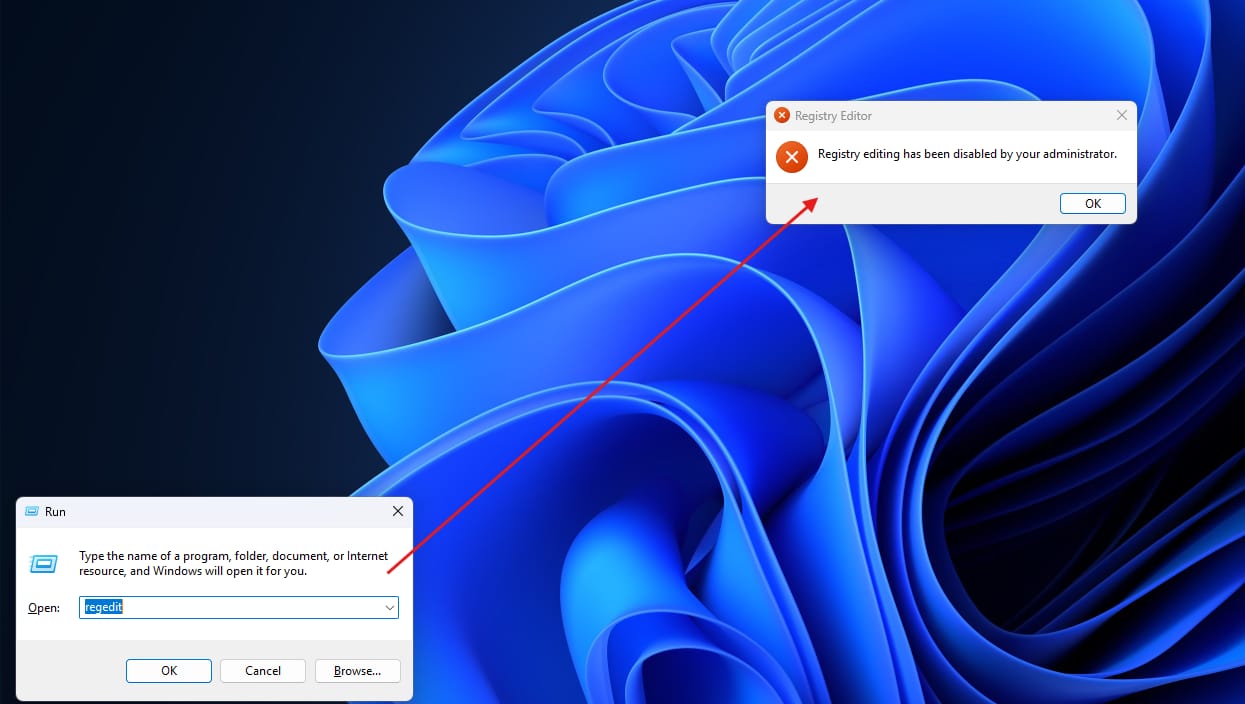 Registry Editor
Registry editing has been disabled by your administrator.
OK
Run
Type the name of a program, folder, document, or Internet
resource, and Windows will open it for you.
Open: regedit
OK Cancel Browse...